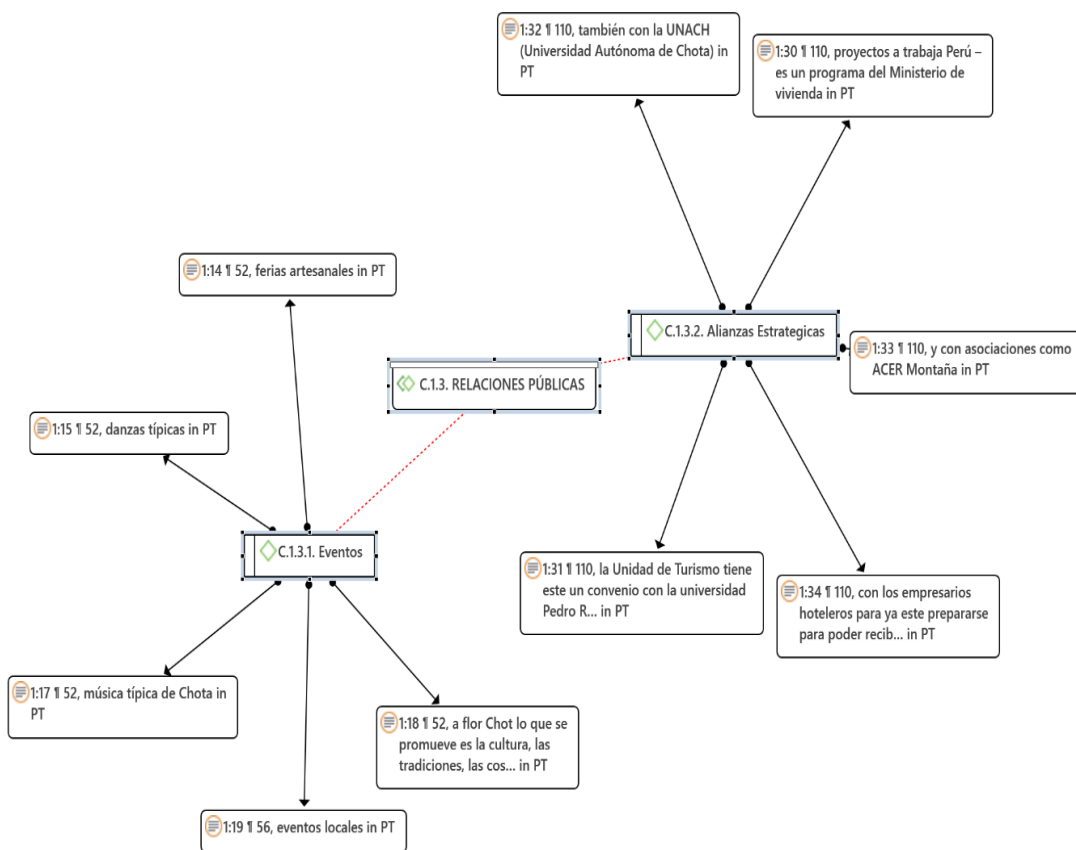 1:32 ¶ 110, también con la UNACH
(Universidad Autónoma de Chota) in
PT
1:30 ¶ 110, proyectos a trabaja Perú –
es un programa del Ministerio de
vivienda in PT
1:14 ¶ 52, ferias artesanales in PT
C.1.3.2. Alianzas Estrategicas
1:33 ¶ 110, y con asociaciones como
ACER Montaña in PT
C.1.3. RELACIONES PÚBLICAS
1:15 ¶ 52, danzas típicas in PT
C.1.3.1. Eventos
1:31 ¶ 110, la Unidad de Turismo tiene
este un convenio con la universidad
Pedro R... in PT
1:34 ¶ 110, con los empresarios
hoteleros para ya este prepararse
para poder recib... in PT
1:17 ¶ 52, música típica de Chota in
PT
1:18 ¶ 52, a flor Chot lo que se
promueve es la cultura, las
tradiciones, las cos... in PT
1:19 ¶ 56, eventos locales in PT